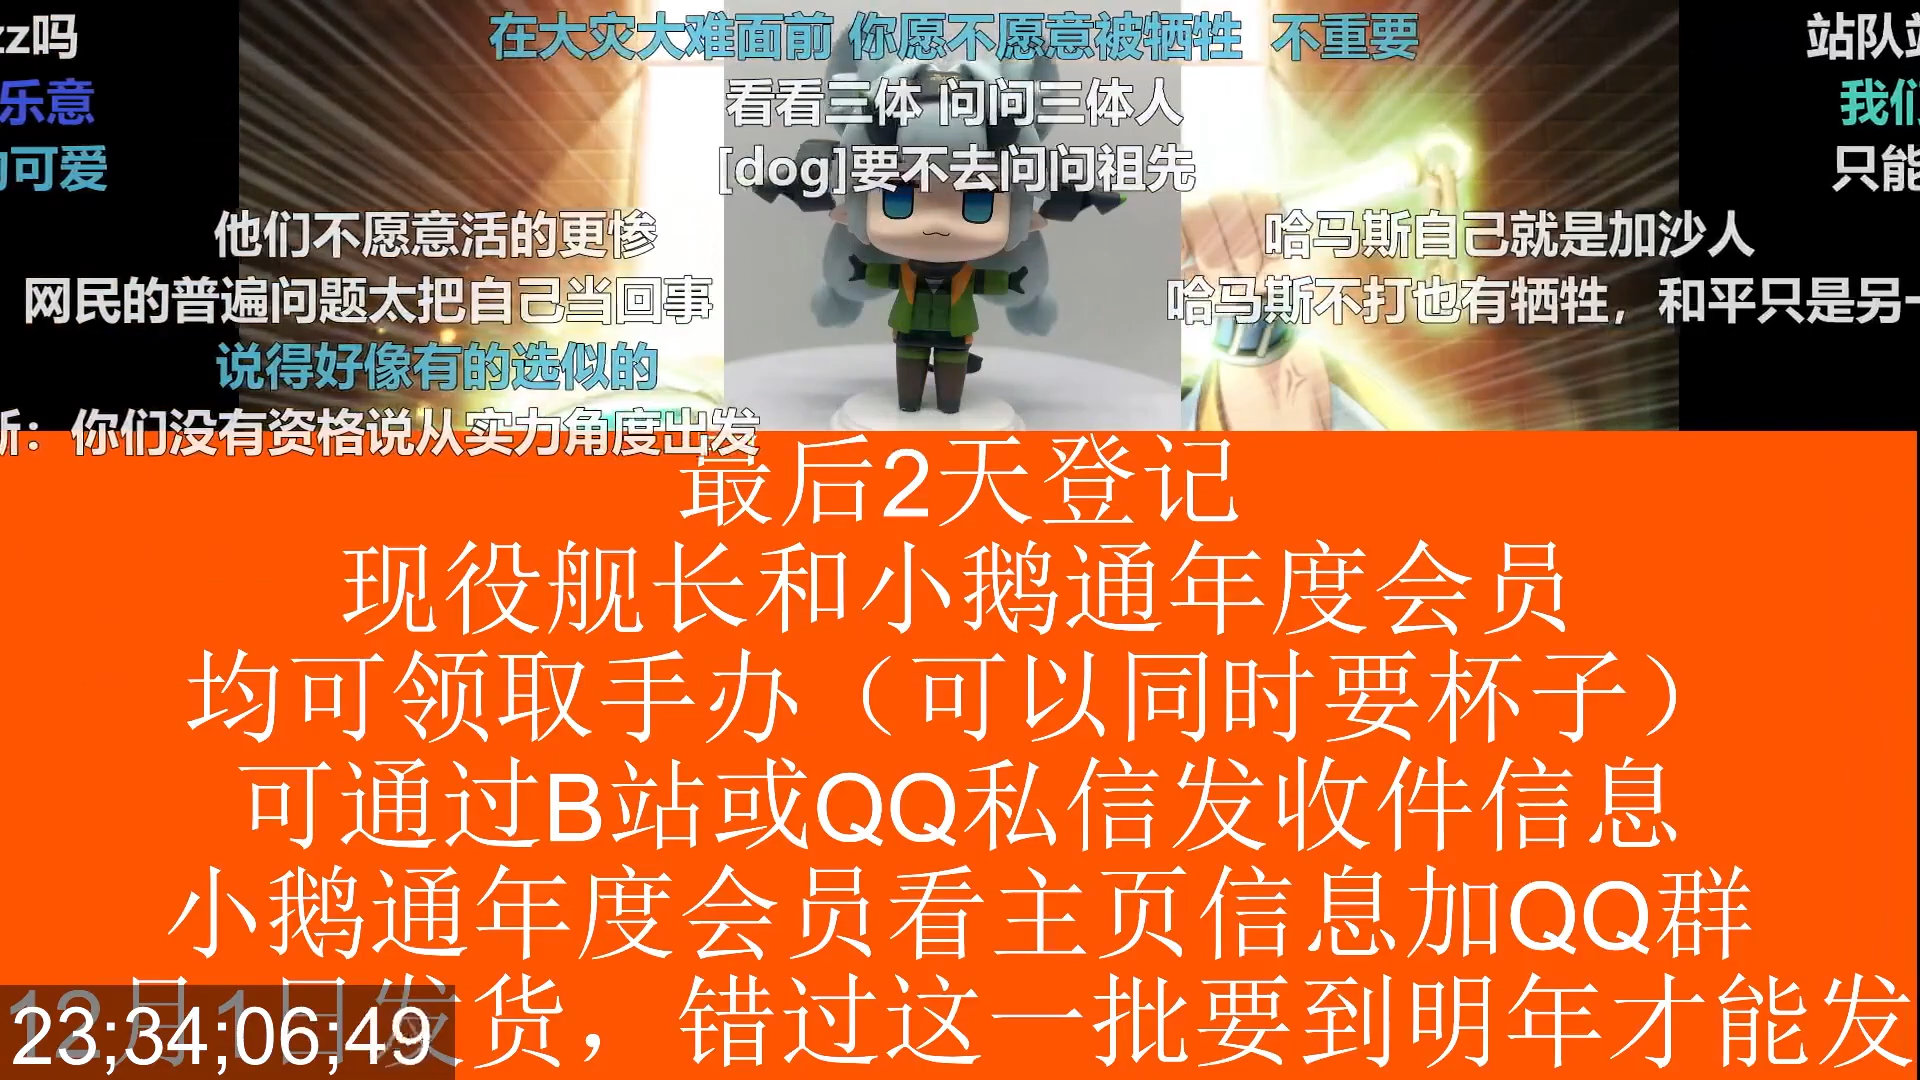 zz吗
在大灾大难面前 你愿不愿意被牺牲 不重要
站队站
乐意
看看三体 问问三体人
我们
的可爱
[dog]要不去问问祖先
只能
他们不愿意活的更惨
哈马斯自己就是加沙人
网民的普遍问题太把自己当回事
哈马斯不打也有牺牲，和平只是另一
说得好像有的选似的
斯：你们没有资格说从实力角度出发
最后2天登记
现役舰长和小鹅通年度会员
均可领取手办（可以同时要杯子）
可通过B站或QQ私信发收件信息
小鹅通年度会员看主页信息加QQ群
12月1日发货，错过这一批要到明年才能发
23;34;06;49